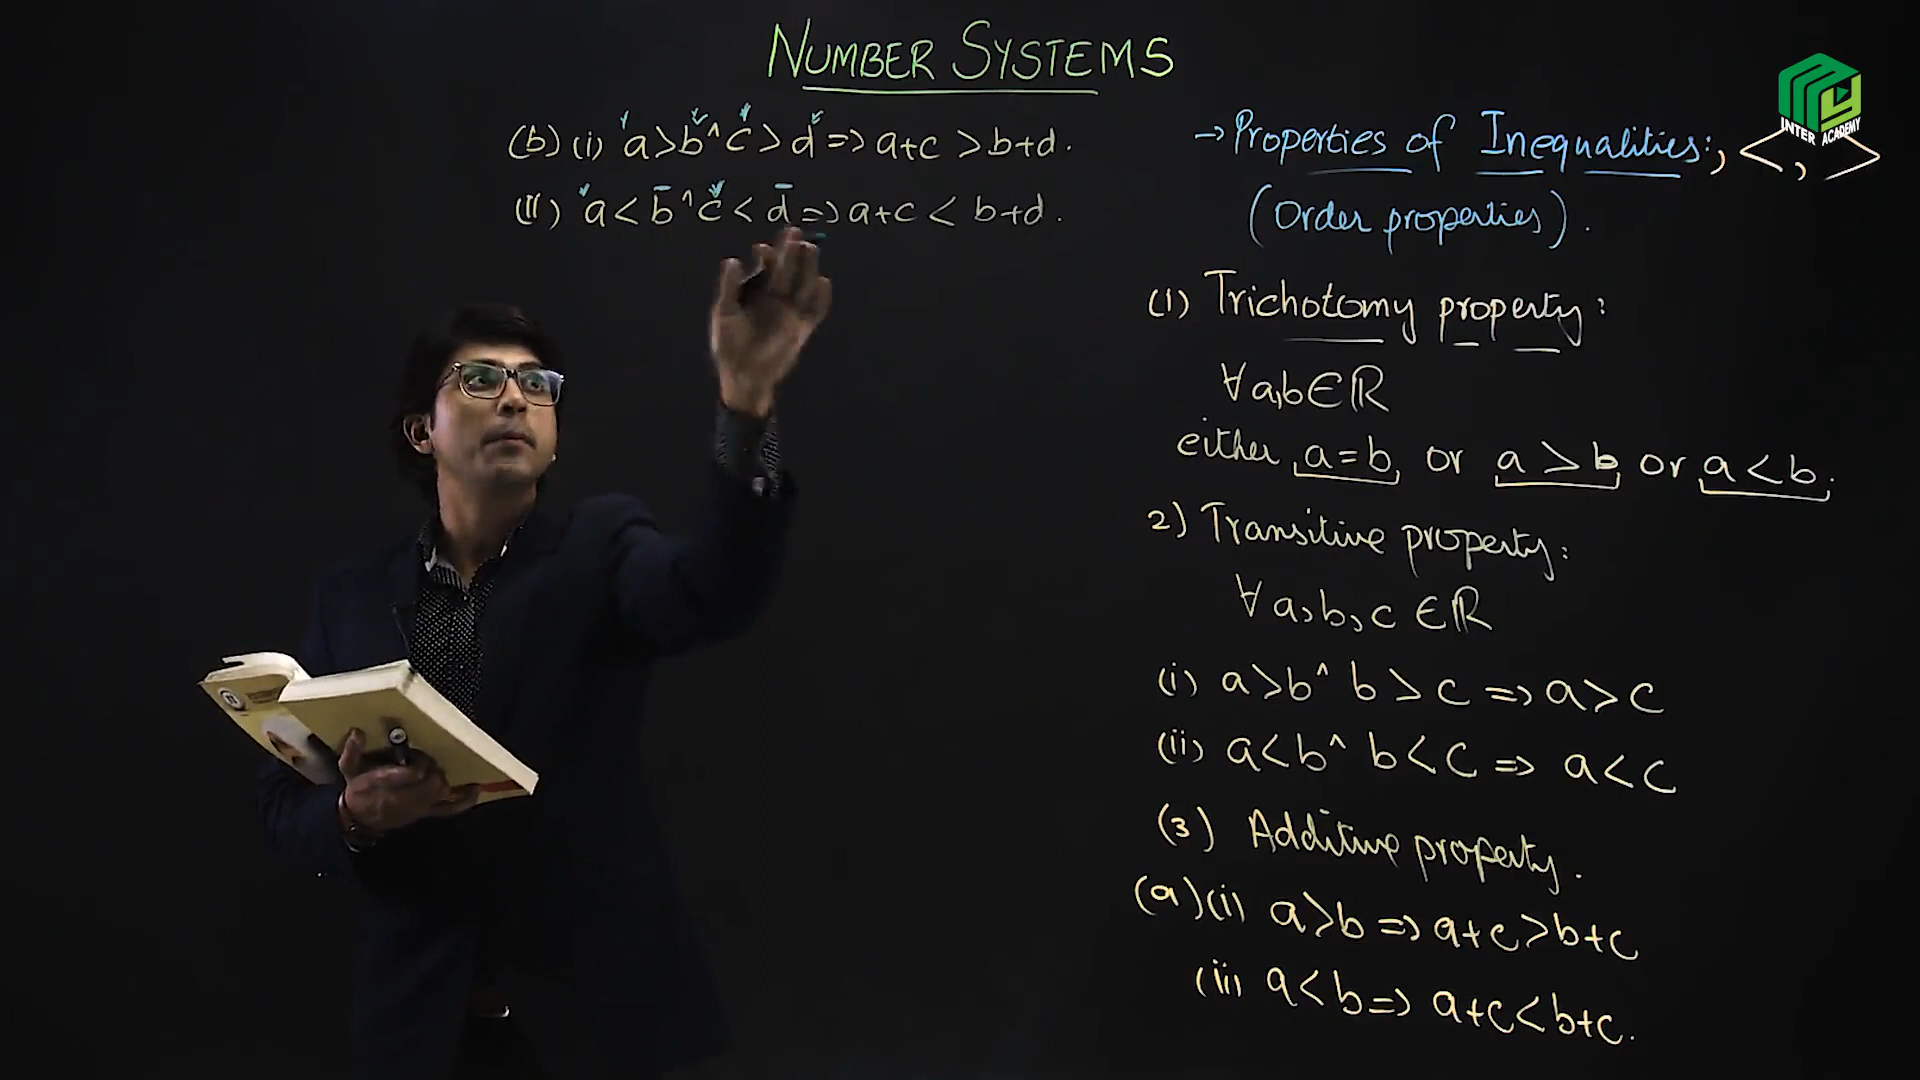 NUMBER SYSTEMS
(b) (i) a>b ^ c>d => a+c >b+d.
(II) a<b ^ c<d => a+c < b+d.
INTER ACADEMY
→ Properties of Inequalities:, <, >
(Order properties).
(1) Trichotomy property:
∀ a,b∈ℝ
either a=b or a>b or a<b.
2) Transitive property:
∀ a,b,c ∈ℝ
(i) a>b ^ b>c => a>c
(ii) a<b ^ b<c => a<c
(3) Additive property.
(a)(i) a>b => a+c>b+c
(ii) a<b => a+c<b+c.